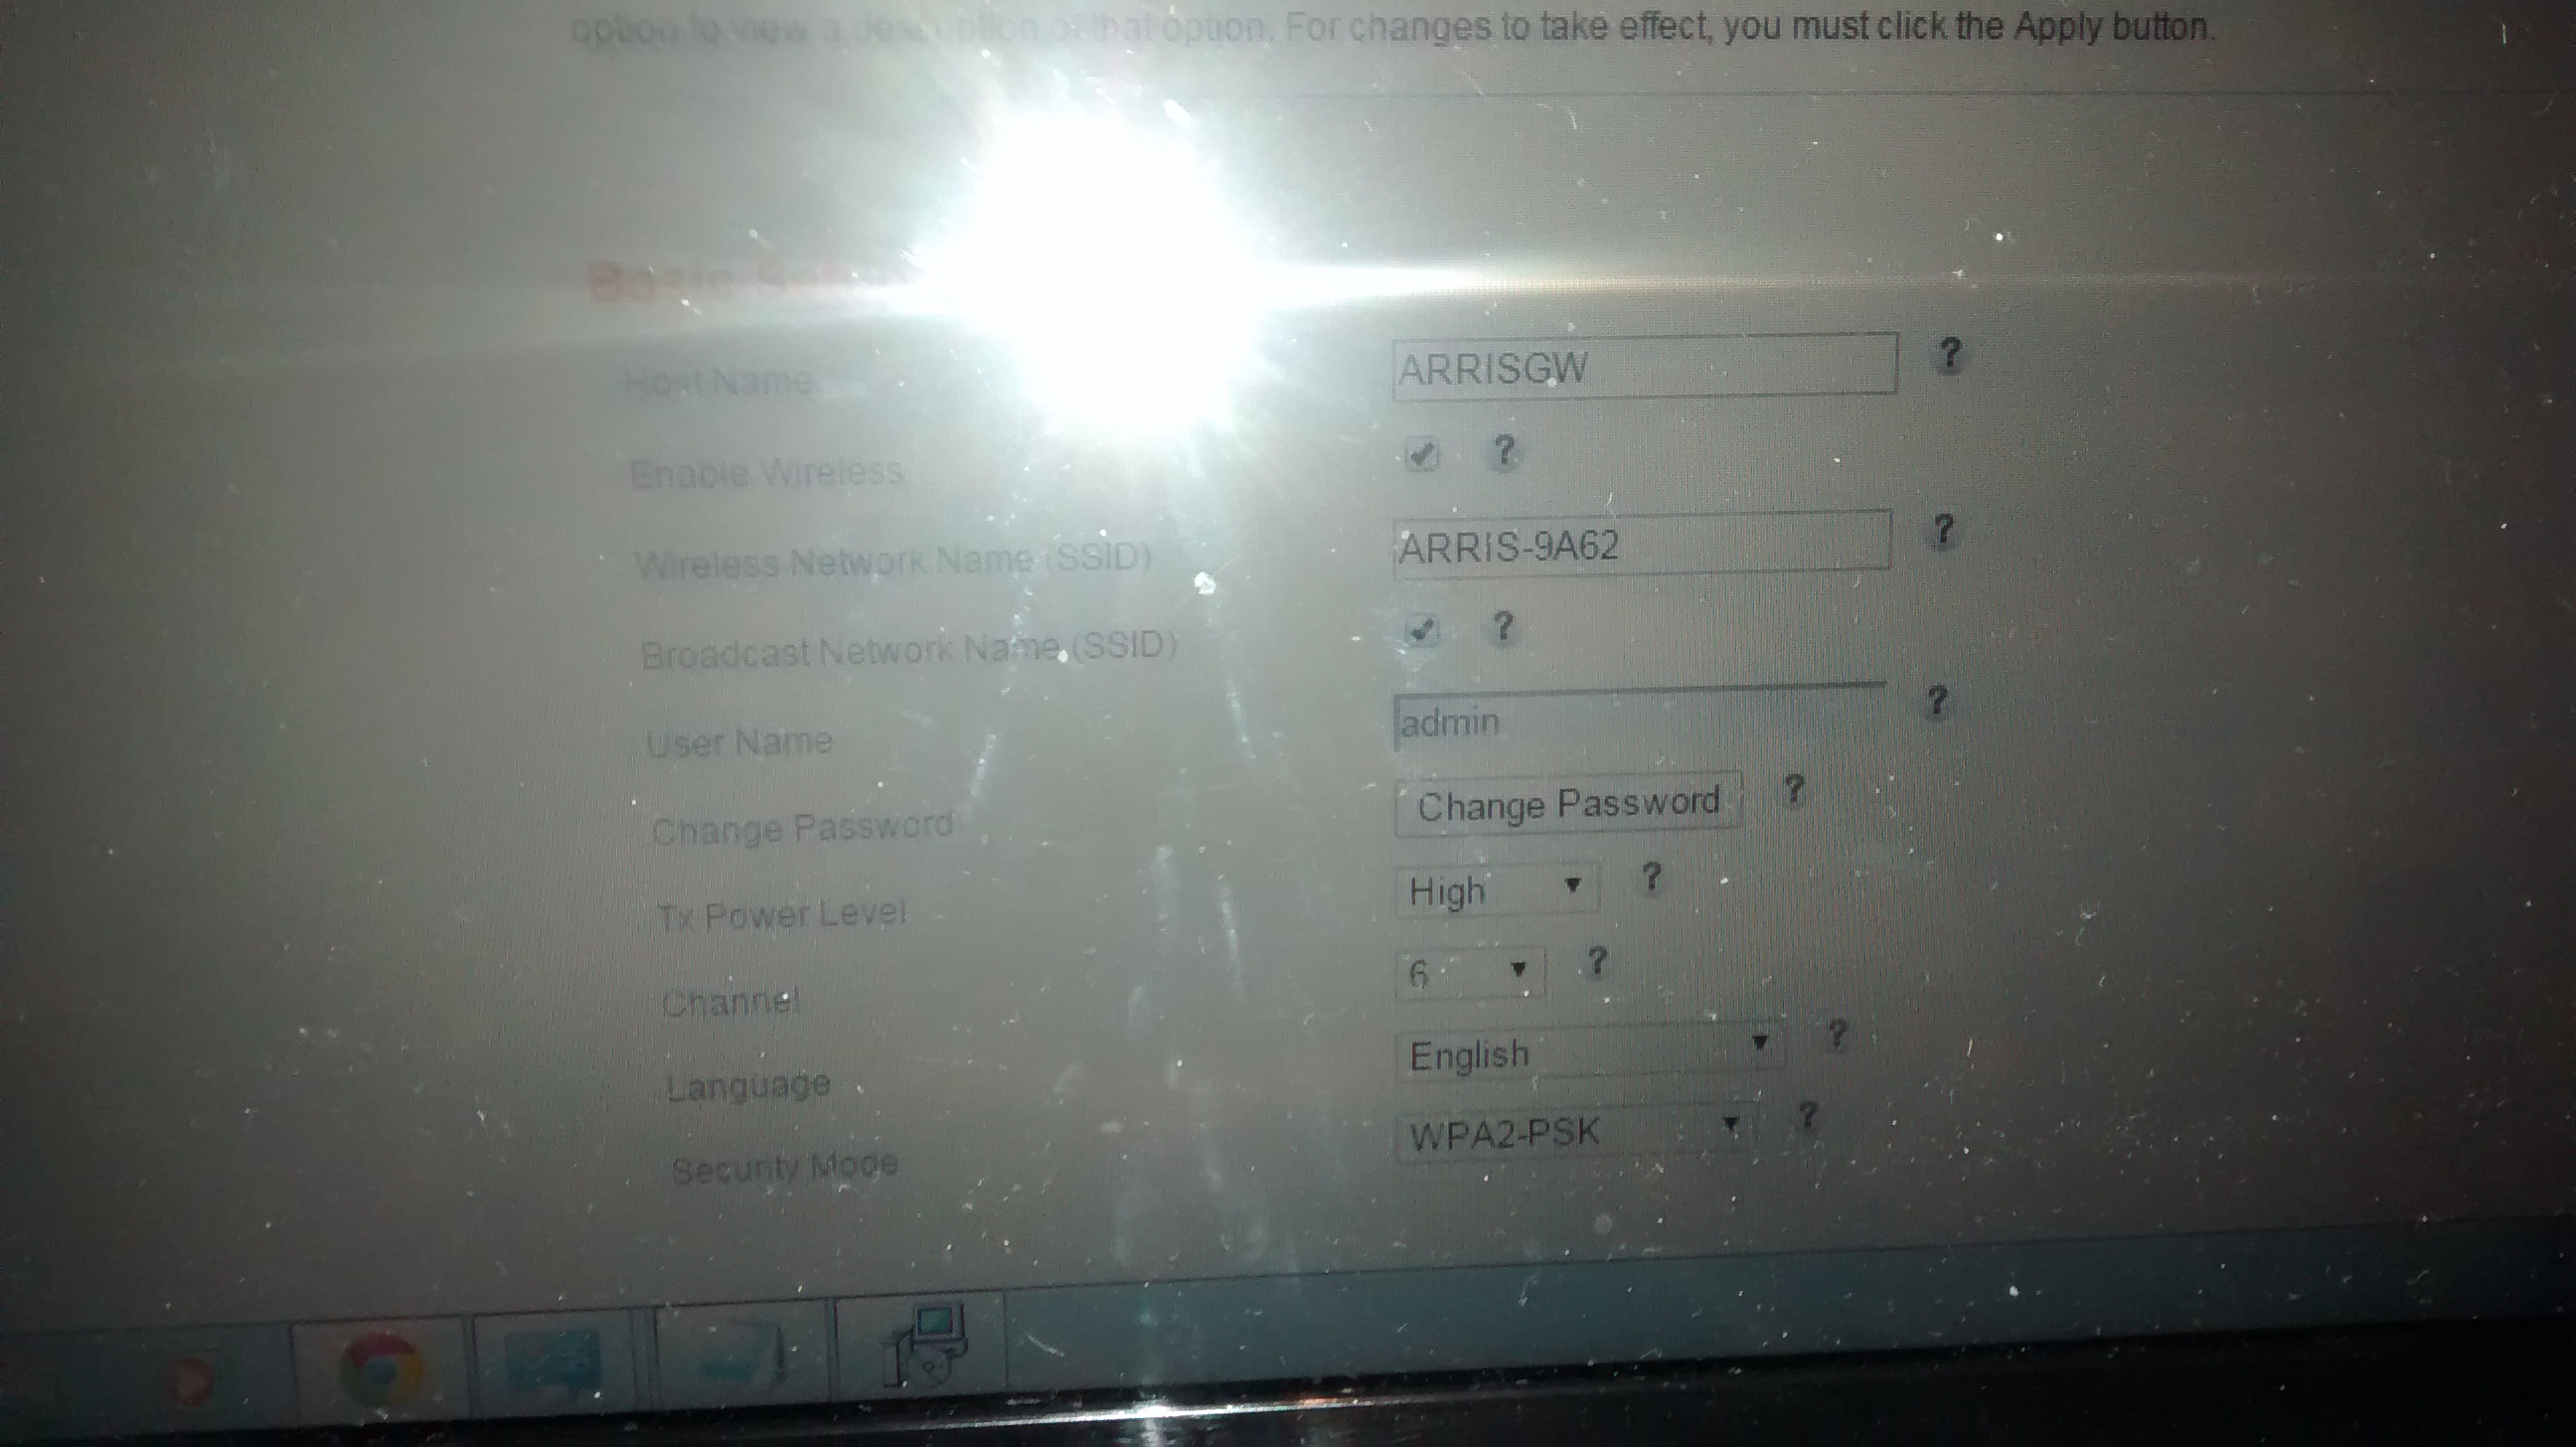 option to view a description of that option. For changes to take effect, you must click the Apply button.
Basic
Host Name ARRISGW ?
Enable Wireless ?
Wireless Network Name (SSID) ARRIS-9A62 ?
Broadcast Network Name (SSID) ?
User Name admin ?
Change Password Change Password ?
Tx Power Level High ?
Channel 6 ?
Language English ?
Security Mode WPA2-PSK ?